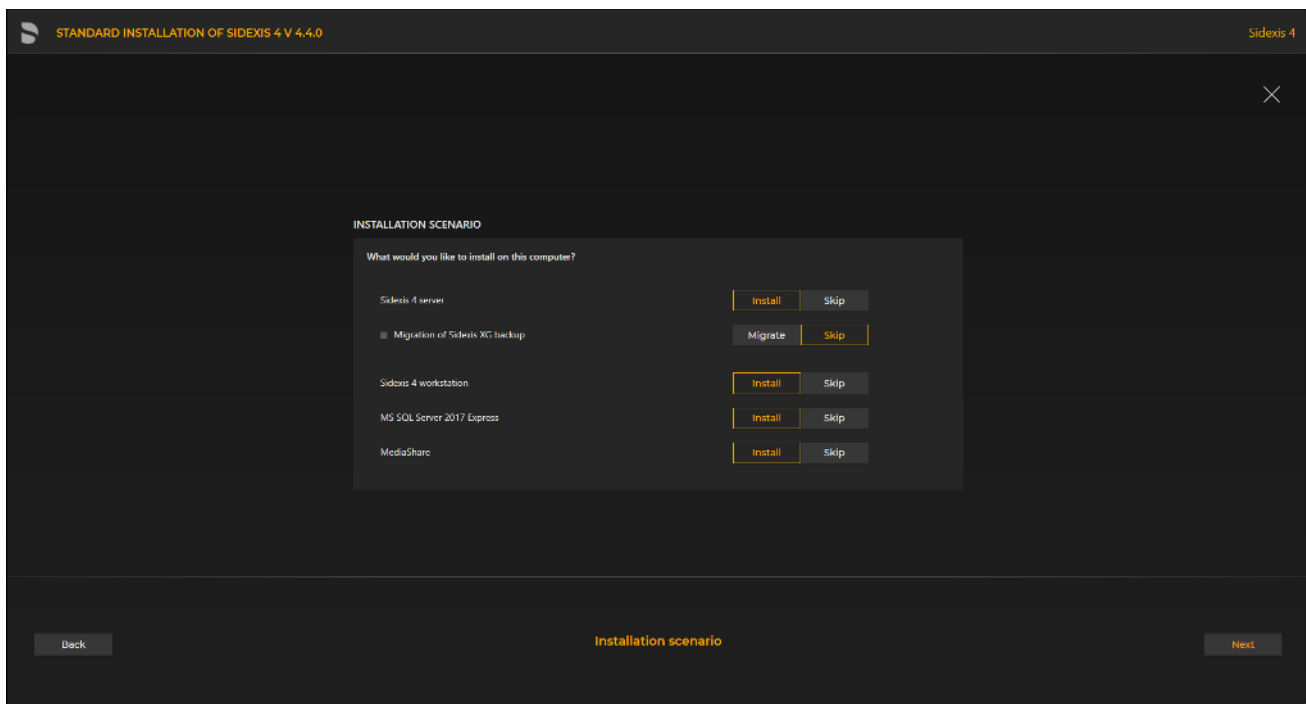 STANDARD INSTALLATION OF SIDEXIS 4 V 4.4.0
Sidexis 4
INSTALLATION SCENARIO
What would you like to install on this computer?
Sidexis 4 server Install Skip
Migration of Sidexis XG backup Migrate Skip
Sidexis 4 workstation Install Skip
MS SQL Server 2017 Express Install Skip
MediaShare Install Skip
Back Installation scenario Next